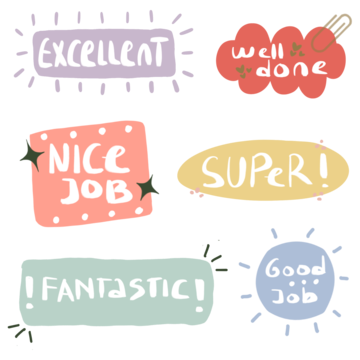 EXCELLENT
well
done
NICE
JOB
SUPER!
!FANTASTIC!
Good
Job